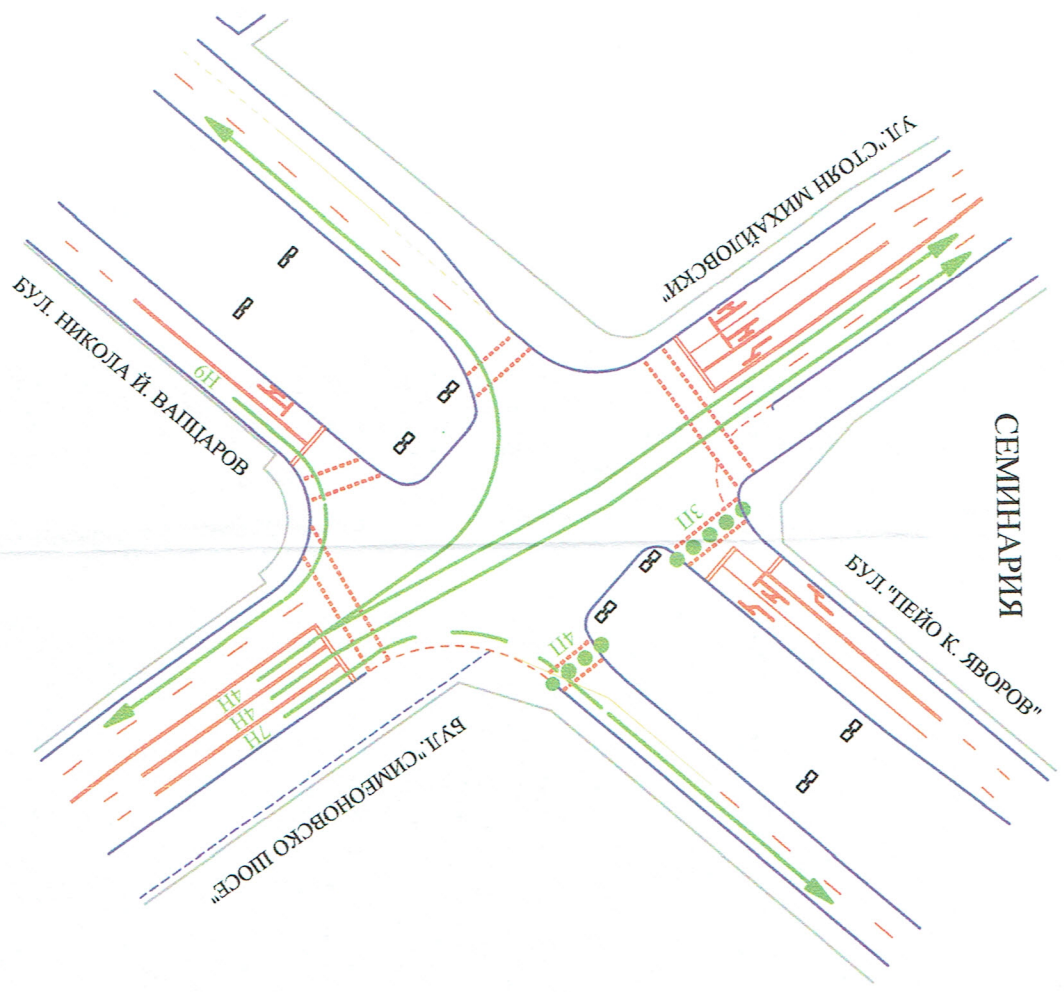 СЕМИНАРИЯ
УЛ."СТОЯН МИХАЙЛОВСКИ"
БУЛ. НИКОЛА Й. ВАПЦАРОВ
6Н
3П
БУЛ. "ПЕЙО К. ЯВОРОВ"
4П
4Н
4Н
7Н
БУЛ."СИМЕОНОВСКО ШОСЕ"